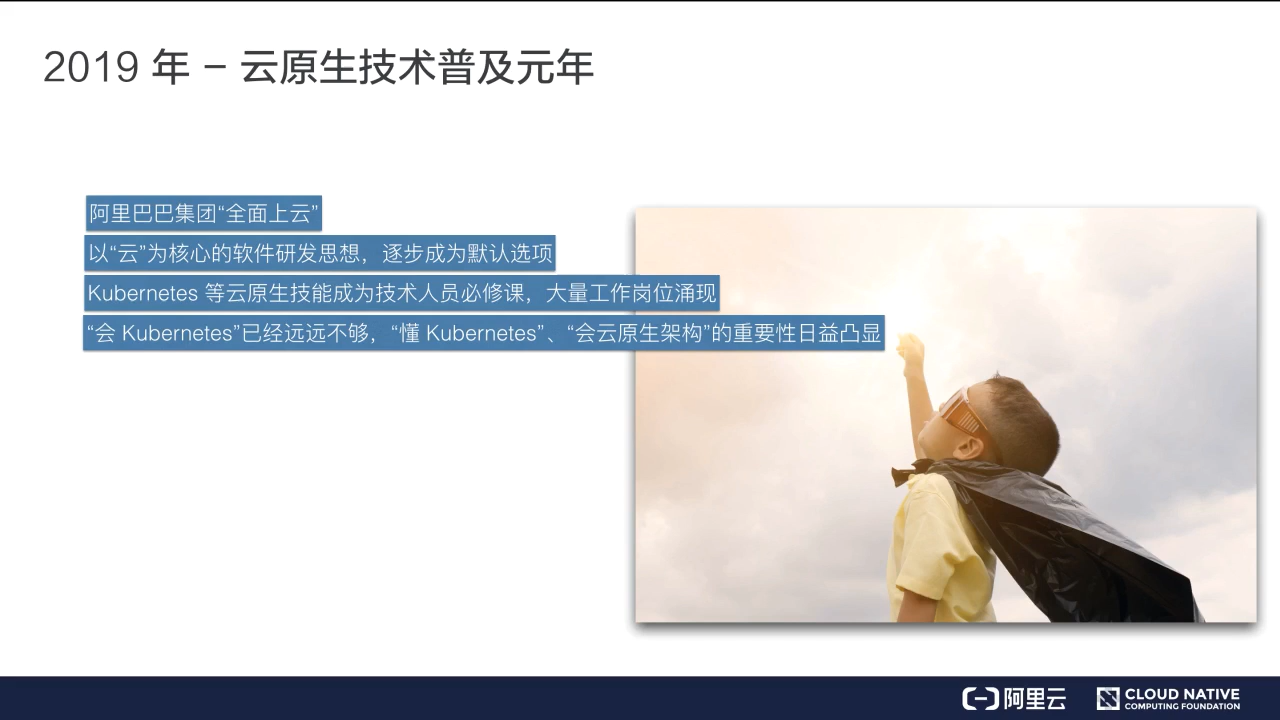 2019 年 – 云原生技术普及元年
阿里巴巴集团“全面上云”
以“云”为核心的软件研发思想，逐步成为默认选项
Kubernetes 等云原生技能成为技术人员必修课，大量工作岗位涌现
“会 Kubernetes”已经远远不够，“懂 Kubernetes”、“会云原生架构”的重要性日益凸显
阿里云
CLOUD NATIVE
COMPUTING FOUNDATION